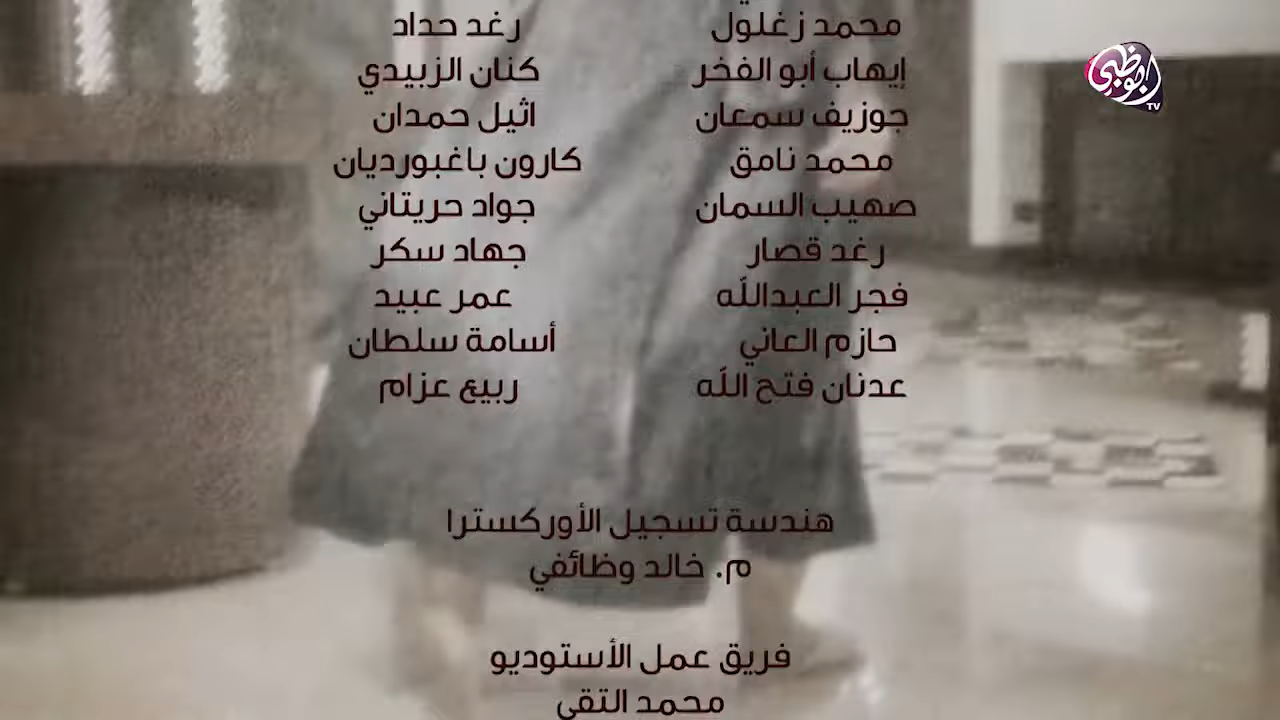 محمد زغلول رغد حداد
إيهاب أبو الفخر كنان الزبيدي
جوزيف سمعان اثيل حمدان
محمد نامق كارون باغبورديان
صهيب السمان جواد حريتاني
رغد قصار جهاد سكر
فجر العبدالله عمر عبيد
حازم العاني أسامة سلطان
عدنان فتح الله ربيع عزام
هندسة تسجيل الأوركسترا
م. خالد وظائفي
فريق عمل الأستوديو
محمد التقي
أبوظبي
TV